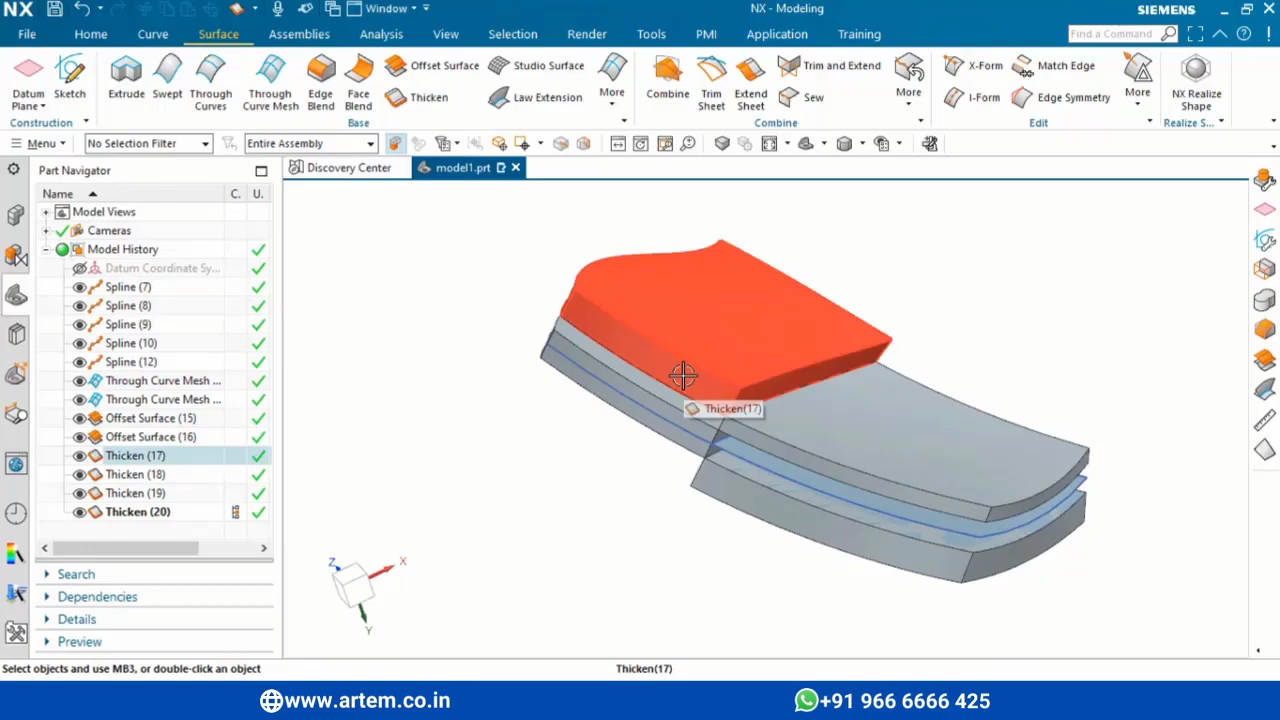 NX
Window
NX - Modeling
SIEMENS
File
Home
Curve
Surface
Assemblies
Analysis
View
Selection
Render
Tools
PMI
Application
Training
Find a Command
Datum Plane
Sketch
Construction
Extrude
Swept
Through Curves
Through Curve Mesh
Edge Blend
Face Blend
Offset Surface
Thicken
Studio Surface
Law Extension
More
Base
Combine
Trim Sheet
Extend Sheet
Trim and Extend
Sew
More
Combine
X-Form
I-Form
Match Edge
Edge Symmetry
More
Edit
NX Realize Shape
Realize S...
Menu
No Selection Filter
Entire Assembly
Part Navigator
Discovery Center
model1.prt
Name
C.
U.
Model Views
Cameras
Model History
Datum Coordinate Sy...
Spline (7)
Spline (8)
Spline (9)
Spline (10)
Spline (12)
Through Curve Mesh ...
Through Curve Mesh ...
Offset Surface (15)
Offset Surface (16)
Thicken (17)
Thicken (18)
Thicken (19)
Thicken (20)
Search
Dependencies
Details
Preview
Thicken(17)
Z
X
Y
Select objects and use MB3, or double-click an object
Thicken(17)
www.artem.co.in
+91 966 6666 425